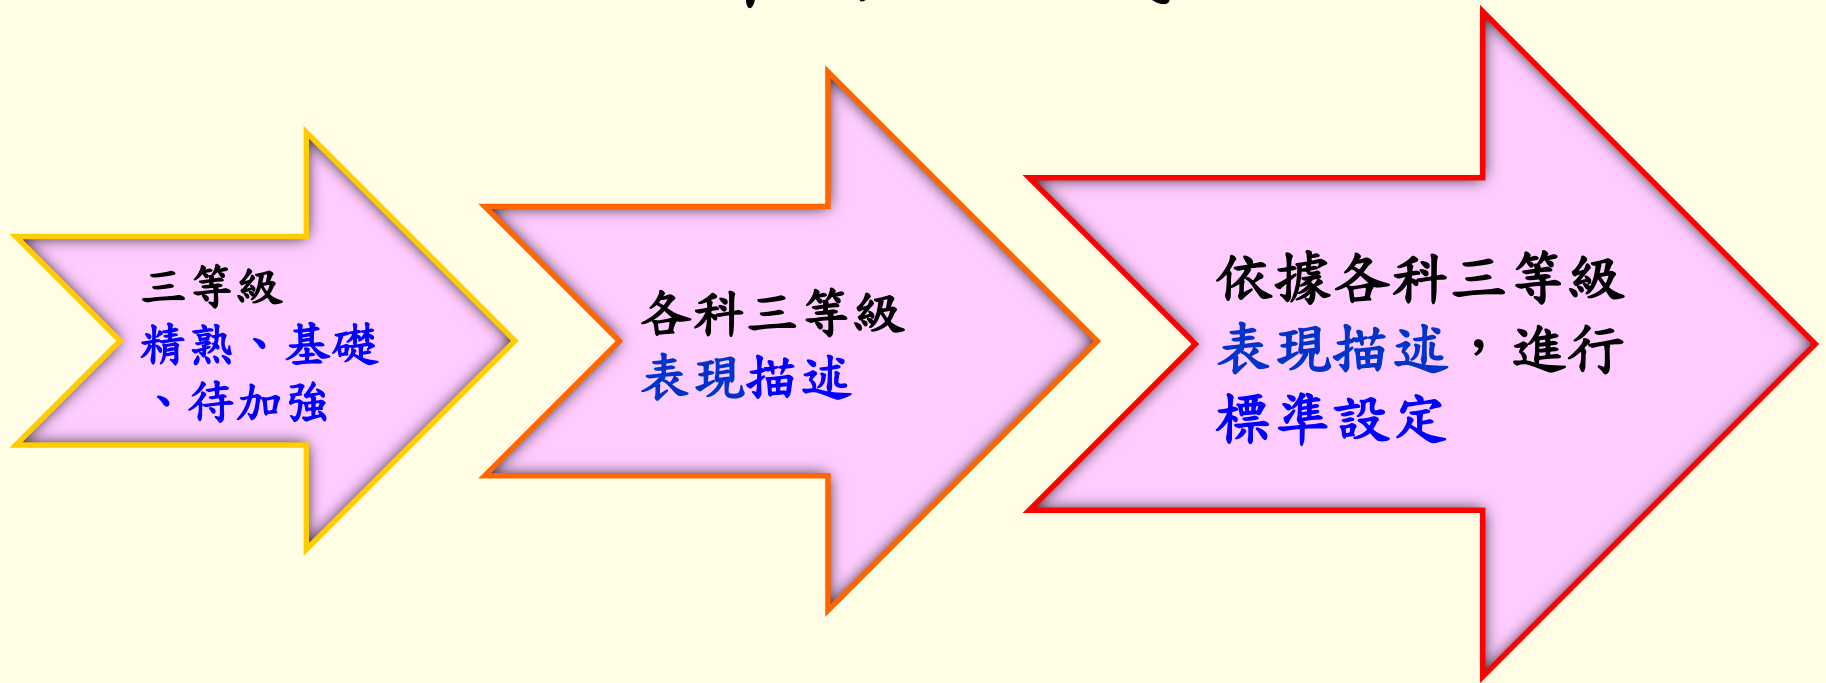 三等級
精熟、基礎
、待加強
各科三等級
表現描述
依據各科三等級
表現描述，進行
標準設定